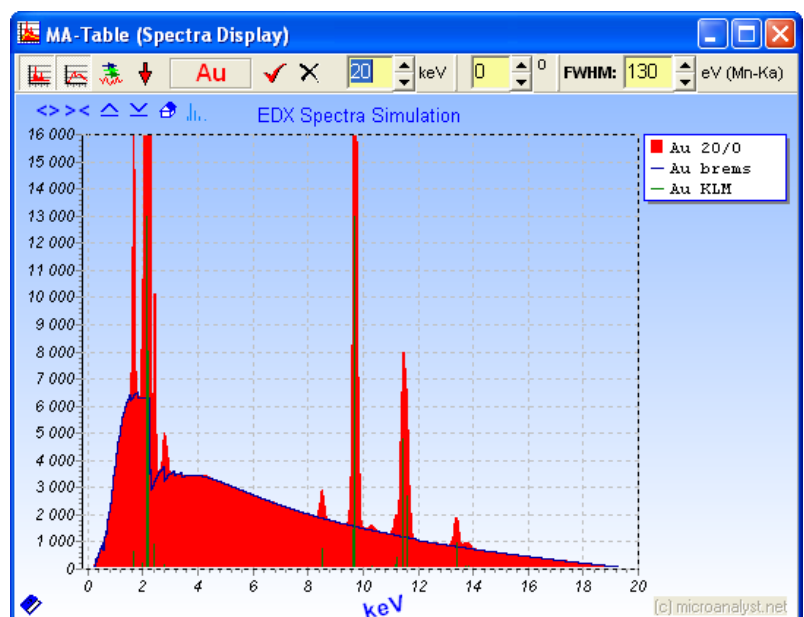 MA-Table (Spectra Display)
Au 20 keV 0 ° FWHM: 130 eV (Mn-Ka)
<> >< EDX Spectra Simulation
16 000
15 000
14 000
13 000
12 000
11 000
10 000
9 000
8 000
7 000
6 000
5 000
4 000
3 000
2 000
1 000
0
Au 20/0
Au brems
Au KLM
0 2 4 6 8 10 12 14 16 18 20
keV
(c) microanalyst.net